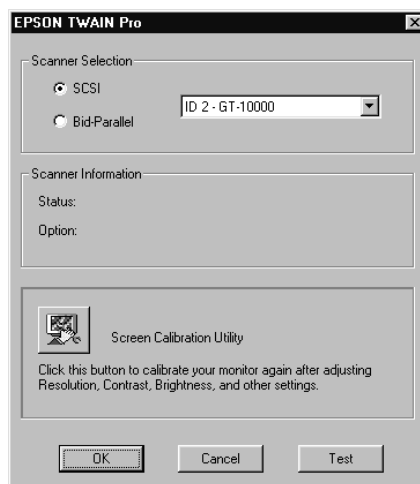 EPSON TWAIN Pro
Scanner Selection
SCSI
ID 2 - GT-10000
Bid-Parallel
Scanner Information
Status:
Option:
Screen Calibration Utility
Click this button to calibrate your monitor again after adjusting
Resolution, Contrast, Brightness, and other settings.
OK Cancel Test